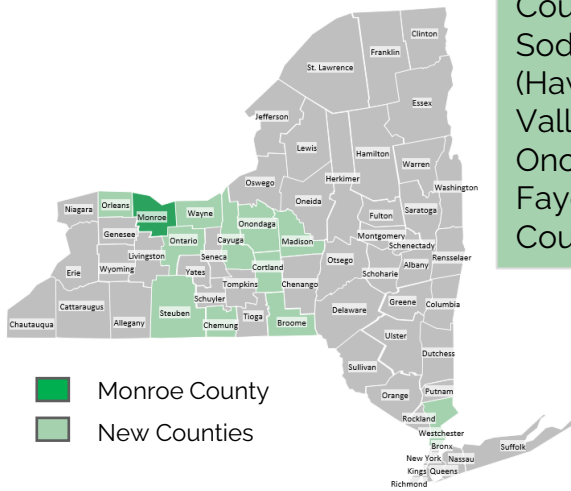 Clinton
Franklin
St. Lawrence
Essex
Jefferson
Lewis
Hamilton
Warren
Herkimer
Oswego
Oneida
Washington
Niagara
Orleans
Monroe
Wayne
Onondaga
Fulton
Saratoga
Genesee
Ontario
Cayuga
Madison
Montgomery
Schenectady
Livingston
Seneca
Otsego
Albany
Rensselaer
Erie
Wyoming
Yates
Cortland
Schoharie
Tompkins
Chenango
Schuyler
Cattaraugus
Steuben
Tioga
Broome
Delaware
Greene
Columbia
Chautauqua
Allegany
Chemung
Ulster
Sullivan
Dutchess
Orange
Putnam
Rockland
Westchester
Bronx
New York
Nassau
Suffolk
Kings
Queens
Richmond
Monroe County
New Counties
Sod
(Hav
Vall
Ono
Faye
Cou